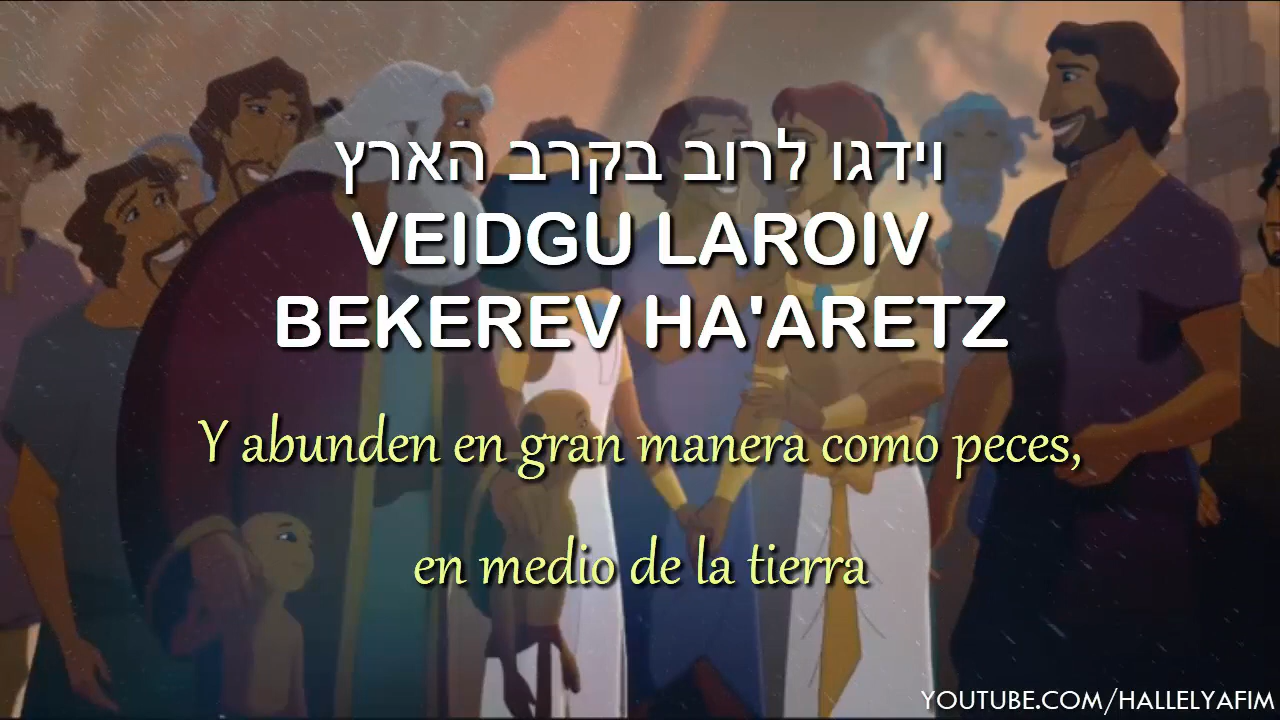 וידגו לרוב בקרב הארץ
VEIDGU LAROIV
BEKEREV HA'ARETZ
Y abunden en gran manera como peces,
en medio de la tierra
YOUTUBE.COM/HALLELYAFIM